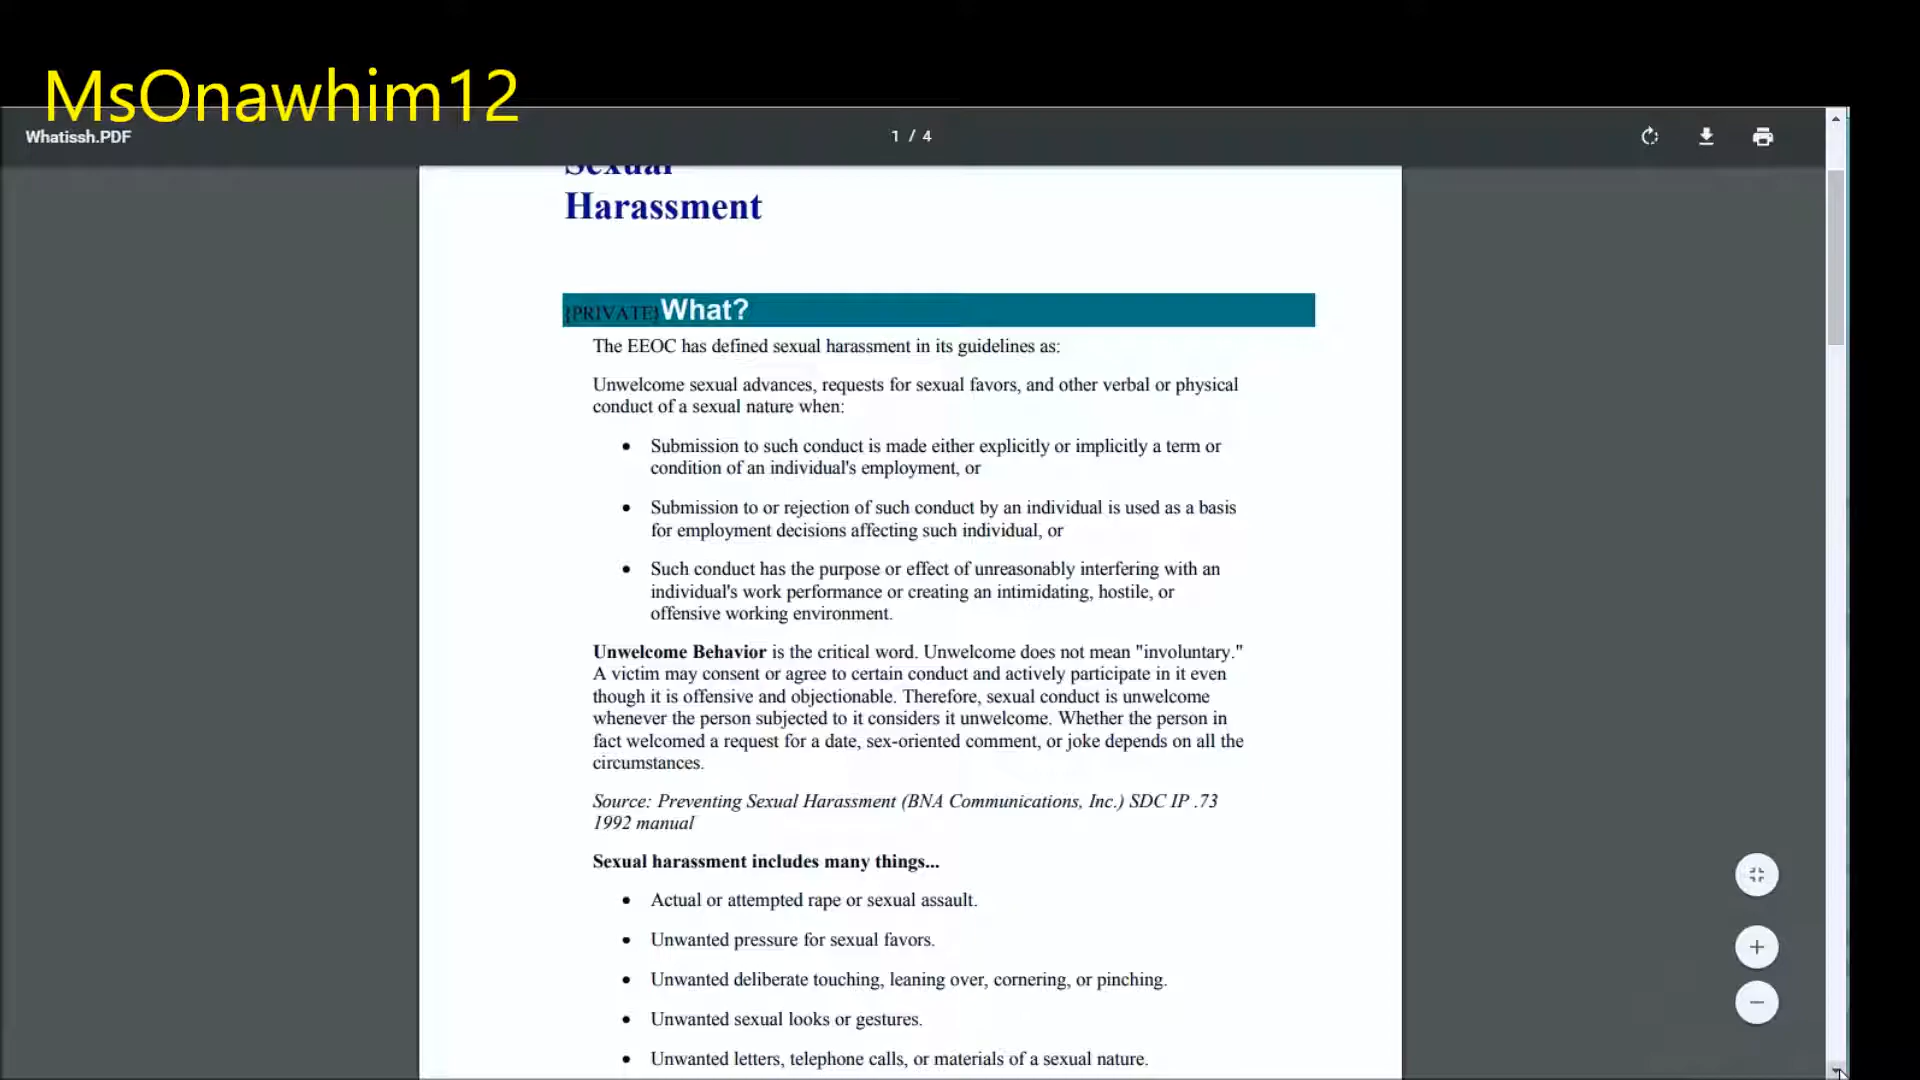 MsOnawhim12
Whatissh.PDF
1 / 4
Sexual
Harassment
{PRIVATE}What?
The EEOC has defined sexual harassment in its guidelines as:
Unwelcome sexual advances, requests for sexual favors, and other verbal or physical
conduct of a sexual nature when:
• Submission to such conduct is made either explicitly or implicitly a term or
condition of an individual's employment, or
• Submission to or rejection of such conduct by an individual is used as a basis
for employment decisions affecting such individual, or
• Such conduct has the purpose or effect of unreasonably interfering with an
individual's work performance or creating an intimidating, hostile, or
offensive working environment.
Unwelcome Behavior is the critical word. Unwelcome does not mean "involuntary."
A victim may consent or agree to certain conduct and actively participate in it even
though it is offensive and objectionable. Therefore, sexual conduct is unwelcome
whenever the person subjected to it considers it unwelcome. Whether the person in
fact welcomed a request for a date, sex-oriented comment, or joke depends on all the
circumstances.
Source: Preventing Sexual Harassment (BNA Communications, Inc.) SDC IP .73
1992 manual
Sexual harassment includes many things...
• Actual or attempted rape or sexual assault.
• Unwanted pressure for sexual favors.
• Unwanted deliberate touching, leaning over, cornering, or pinching.
• Unwanted sexual looks or gestures.
• Unwanted letters, telephone calls, or materials of a sexual nature.